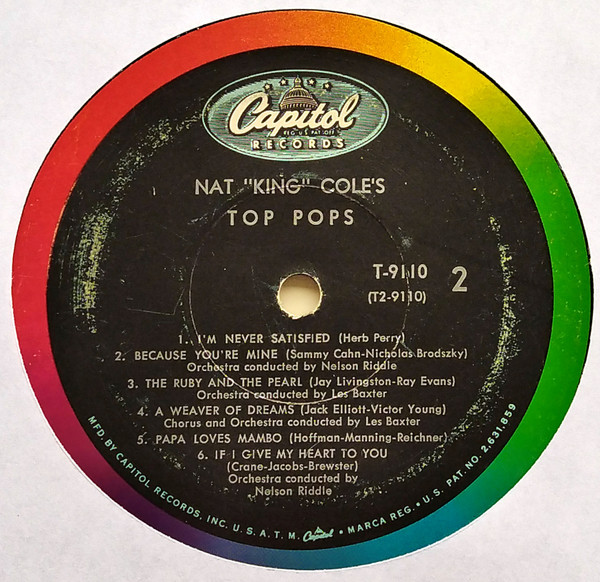 Capitol
REG. U.S. PAT. OFF.
RECORDS
NAT "KING" COLE'S
TOP POPS
T-9110
2
(T2-9110)
1. I'M NEVER SATISFIED (Herb Perry)
2. BECAUSE YOU'RE MINE (Sammy Cahn-Nicholas Brodszky)
Orchestra conducted by Nelson Riddle
3. THE RUBY AND THE PEARL (Jay Livingston-Ray Evans)
Orchestra conducted by Les Baxter
4. A WEAVER OF DREAMS (Jack Elliott-Victor Young)
Chorus and Orchestra conducted by Les Baxter
5. PAPA LOVES MAMBO (Hoffman-Manning-Reichner)
6. IF I GIVE MY HEART TO YOU
(Crane-Jacobs-Brewster)
Orchestra conducted by
Nelson Riddle
MFD BY CAPITOL RECORDS, INC. U. S. A. T. M. Capitol • MARCA REG. • U. S. PAT. NO. 2,631,859